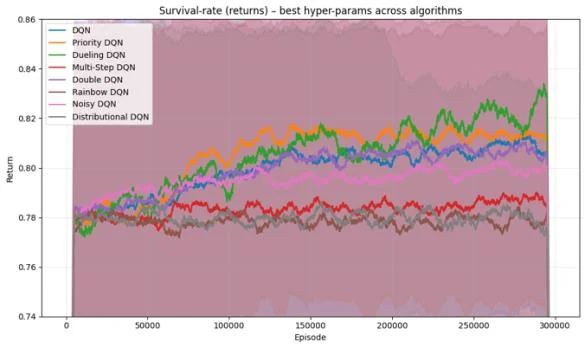 Survival-rate (returns) – best hyper-params across algorithms
0.86
DQN
Priority DQN
Dueling DQN
Multi-Step DQN
Double DQN
Rainbow DQN
Noisy DQN
Distributional DQN
0.84
0.82
0.80
0.78
0.76
0.74
Return
0
50000
100000
150000
200000
250000
300000
Episode